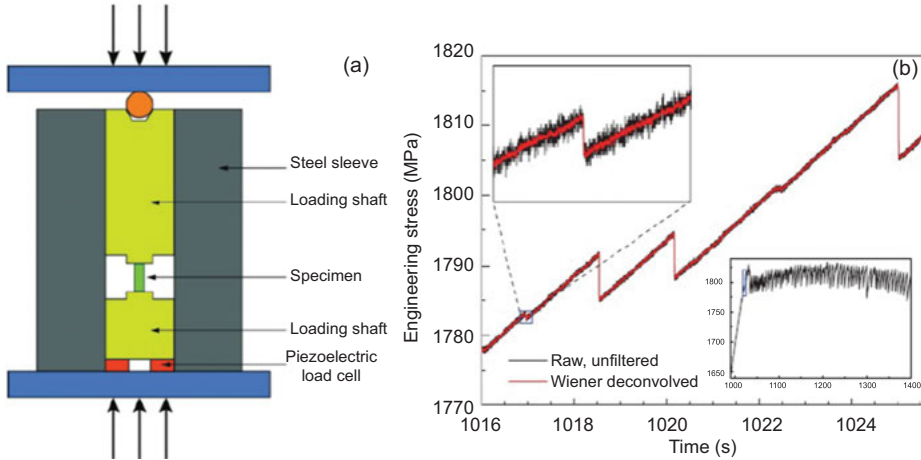 (a)
Steel sleeve
Loading shaft
Specimen
Loading shaft
Piezoelectric
load cell
(b)
Engineering stress (MPa)
1820
1810
1800
1790
1780
1770
1016 1018 1020 1022 1024
Time (s)
Raw, unfiltered
Wiener deconvolved
1800
1750
1700
1650
1000 1100 1200 1300 1400